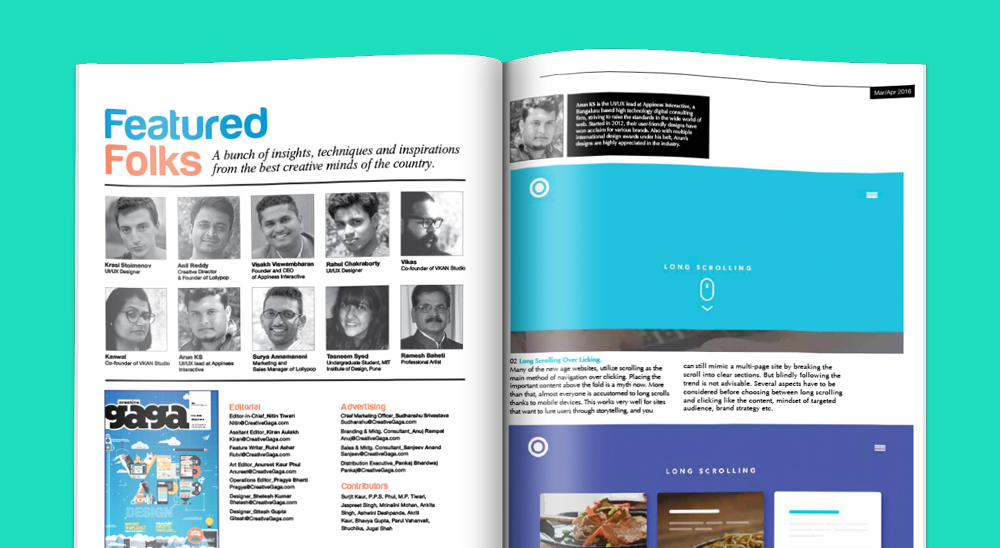 Featured
Folks
A bunch of insights, techniques and inspirations
from the best creative minds of the country.
Krasi Stoimenov
UI/UX Designer
Anil Reddy
Creative Director
& Founder of Lollypop
Visakh Viswambharan
Founder and CEO
of Appiness Interactive
Rahul Chakraborty
UI/UX Designer
Vikas
Co-founder of VKAN Studio
Kanwal
Co-founder of VKAN Studio
Arun KS
UI/UX lead at Appiness
Interactive
Surya Annamaneni
Marketing and
Sales Manager of Lollypop
Tasneem Syed
Undergraduate Student, MIT
Institute of Design, Pune
Ramesh Baheti
Professional Artist
creative
gaga
DESIGN
Editorial
Editor-in-Chief_Nitin Tiwari
Nitin@CreativeGaga.com
Assitant Editor_Kiran Aulakh
Kiran@CreativeGaga.com
Feature Writer_Rutvi Ashar
Rutvi@CreativeGaga.com
Art Editor_Anureet Kaur Phul
Anureet@CreativeGaga.com
Operations Editor_Pragya Bharti
Pragya@CreativeGaga.com
Designer_Shelesh Kumar
Shelesh@CreativeGaga.com
Designer_Gitesh Gupta
Gitesh@CreativeGaga.com
Advertising
Chief Marketing Officer_Sudhanshu Srivastava
Sudhanshu@CreativeGaga.com
Branding & Mktg. Consultant_Anuj Rampal
Anuj@CreativeGaga.com
Sales & Mktg. Consultant_Sanjeev Anand
Sanjeev@CreativeGaga.com
Distribution Executive_Pankaj Bhardwaj
Pankaj@CreativeGaga.com
Contributors
Surjit Kaur, P.P.S. Phul, M.P. Tiwari,
Jaspreet Singh, Mrinalini Mohan, Ankita
Singh, Ashwini Deshpande, Akriti
Kaur, Bhavya Gupta, Parul Vahanvati,
Shuchika, Jugal Shah
Mar/Apr 2016
Arun KS is the UI/UX lead at Appiness Interactive, a
Bengaluru based high technology digital consulting
firm, striving to raise the standards in the wide world of
web. Started in 2012, their user-friendly designs have
won acclaim for various brands. Also with multiple
international design awards under his belt, Arun's
designs are highly appreciated in the industry.
LONG SCROLLING
02 Long Scrolling Over Licking.
Many of the new age websites, utilize scrolling as the
main method of navigation over clicking. Placing the
important content above the fold is a myth now. More
than that, almost everyone is accustomed to long scrolls
thanks to mobile devices. This works very well for sites
that want to lure users through storytelling, and you
can still mimic a multi-page site by breaking the
scroll into clear sections. But blindly following the
trend is not advisable. Several aspects have to be
considered before choosing between long scrolling
and clicking like the content, mindset of targeted
audience, brand strategy etc.
LONG SCROLLING